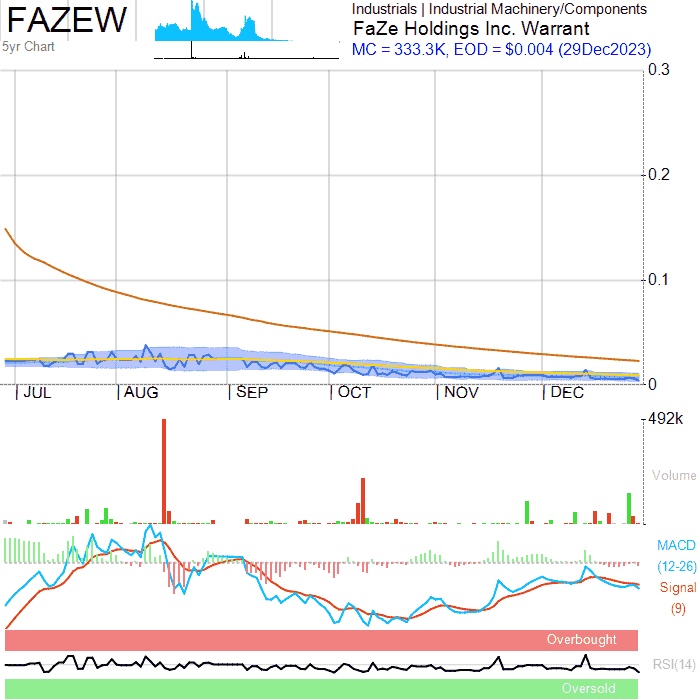 FAZEW
5yr Chart
Industrials | Industrial Machinery/Components
FaZe Holdings Inc. Warrant
MC = 333.3K, EOD = $0.004 (29Dec2023)
0.3
0.2
0.1
0
JUL AUG SEP OCT NOV DEC
492k
Volume
MACD
(12-26)
Signal
(9)
Overbought
RSI(14)
Oversold